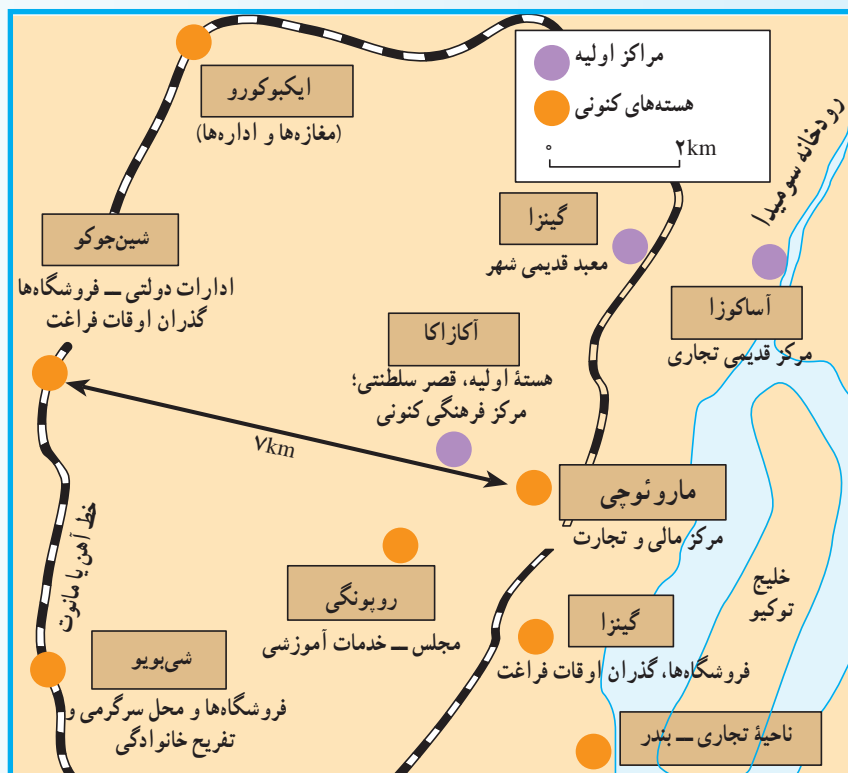 مراکز اولیه
هسته‌های کنونی
۰ ۲km
رودخانه سومیدا
ایکبوکورو
(مغازه‌ها و اداره‌ها)
شین‌جوکو
ادارات دولتی ــ فروشگاه‌ها
گذران اوقات فراغت
گینزا
معبد قدیمی شهر
آساکوزا
مرکز قدیمی تجاری
آکازاکا
هستهٔ اولیه، قصر سلطنتی؛
مرکز فرهنگی کنونی
۷km
ماروئوچی
مرکز مالی و تجارت
خط آهن یا مانوت
روپونگی
مجلس ــ خدمات آموزشی
خلیج
توکیو
گینزا
فروشگاه‌ها، گذران اوقات فراغت
شی‌بویو
فروشگاه‌ها و محل سرگرمی و
تفریح خانوادگی
ناحیهٔ تجاری ــ بندر